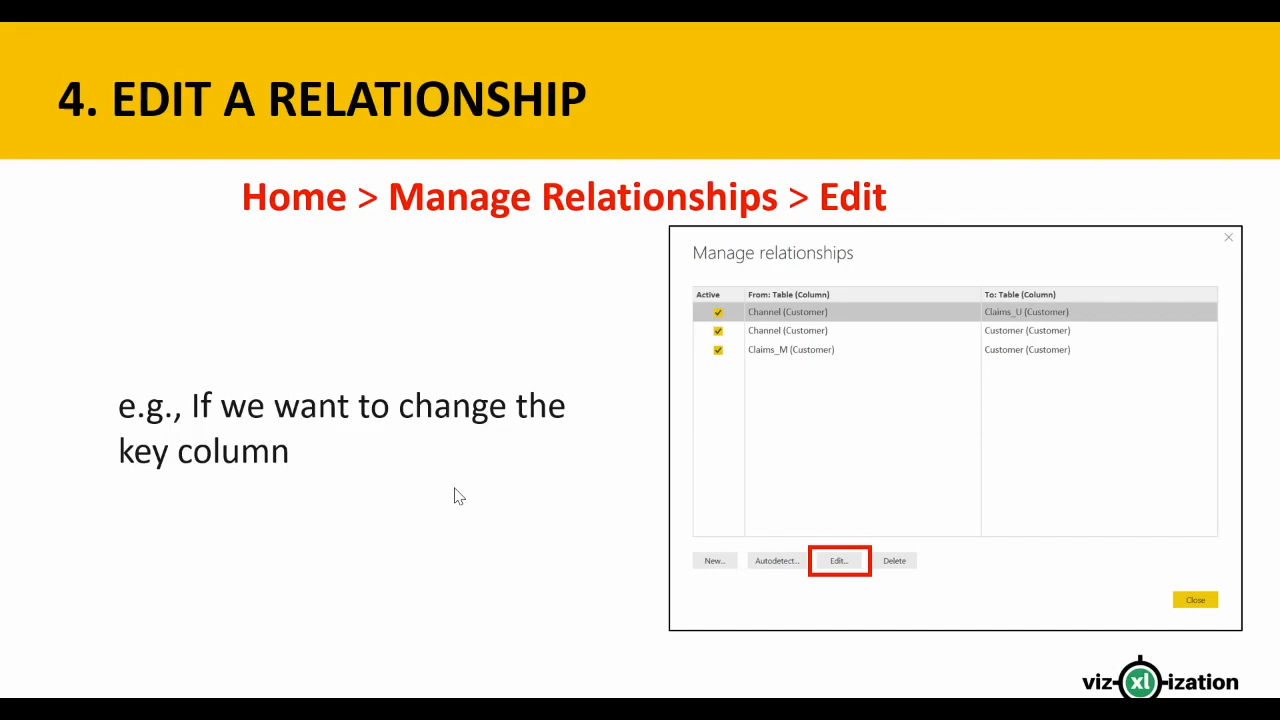 4. EDIT A RELATIONSHIP
Home > Manage Relationships > Edit
e.g., If we want to change the
key column
Manage relationships
Active From: Table (Column) To: Table (Column)
Channel (Customer) Claims_U (Customer)
Channel (Customer) Customer (Customer)
Claims_M (Customer) Customer (Customer)
New... Autodetect... Edit... Delete
Close
viz-xl-ization